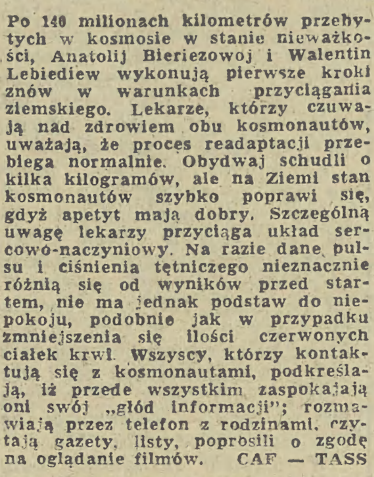 Po 140 milionach kilometrów przeby-
tych w kosmosie w stanie nieważko-
ści, Anatolij Bieriezowoj i Walentin
Lebiediew wykonują pierwsze kroki
znów w warunkach przyciągania
ziemskiego. Lekarze, którzy czuwa-
ją nad zdrowiem obu kosmonautów,
uważają, że proces readaptacji prze-
biega normalnie. Obydwaj schudli o
kilka kilogramów, ale na Ziemi stan
kosmonautów szybko poprawi się,
gdyż apetyt mają dobry. Szczególną
uwagę lekarzy przyciąga układ ser-
cowo-naczyniowy. Na razie dane pul-
su i ciśnienia tętniczego nieznacznie
różnią się od wyników przed star-
tem, nie ma jednak podstaw do nie-
pokoju, podobnie jak w przypadku
zmniejszenia się ilości czerwonych
ciałek krwi. Wszyscy, którzy kontak-
tują się z kosmonautami, podkreśla-
ją, iż przede wszystkim zaspokajają
oni swój „głód informacji”; rozma-
wiają przez telefon z rodzinami, czy-
tają gazety, listy, poprosili o zgodę
na oglądanie filmów. CAF — TASS